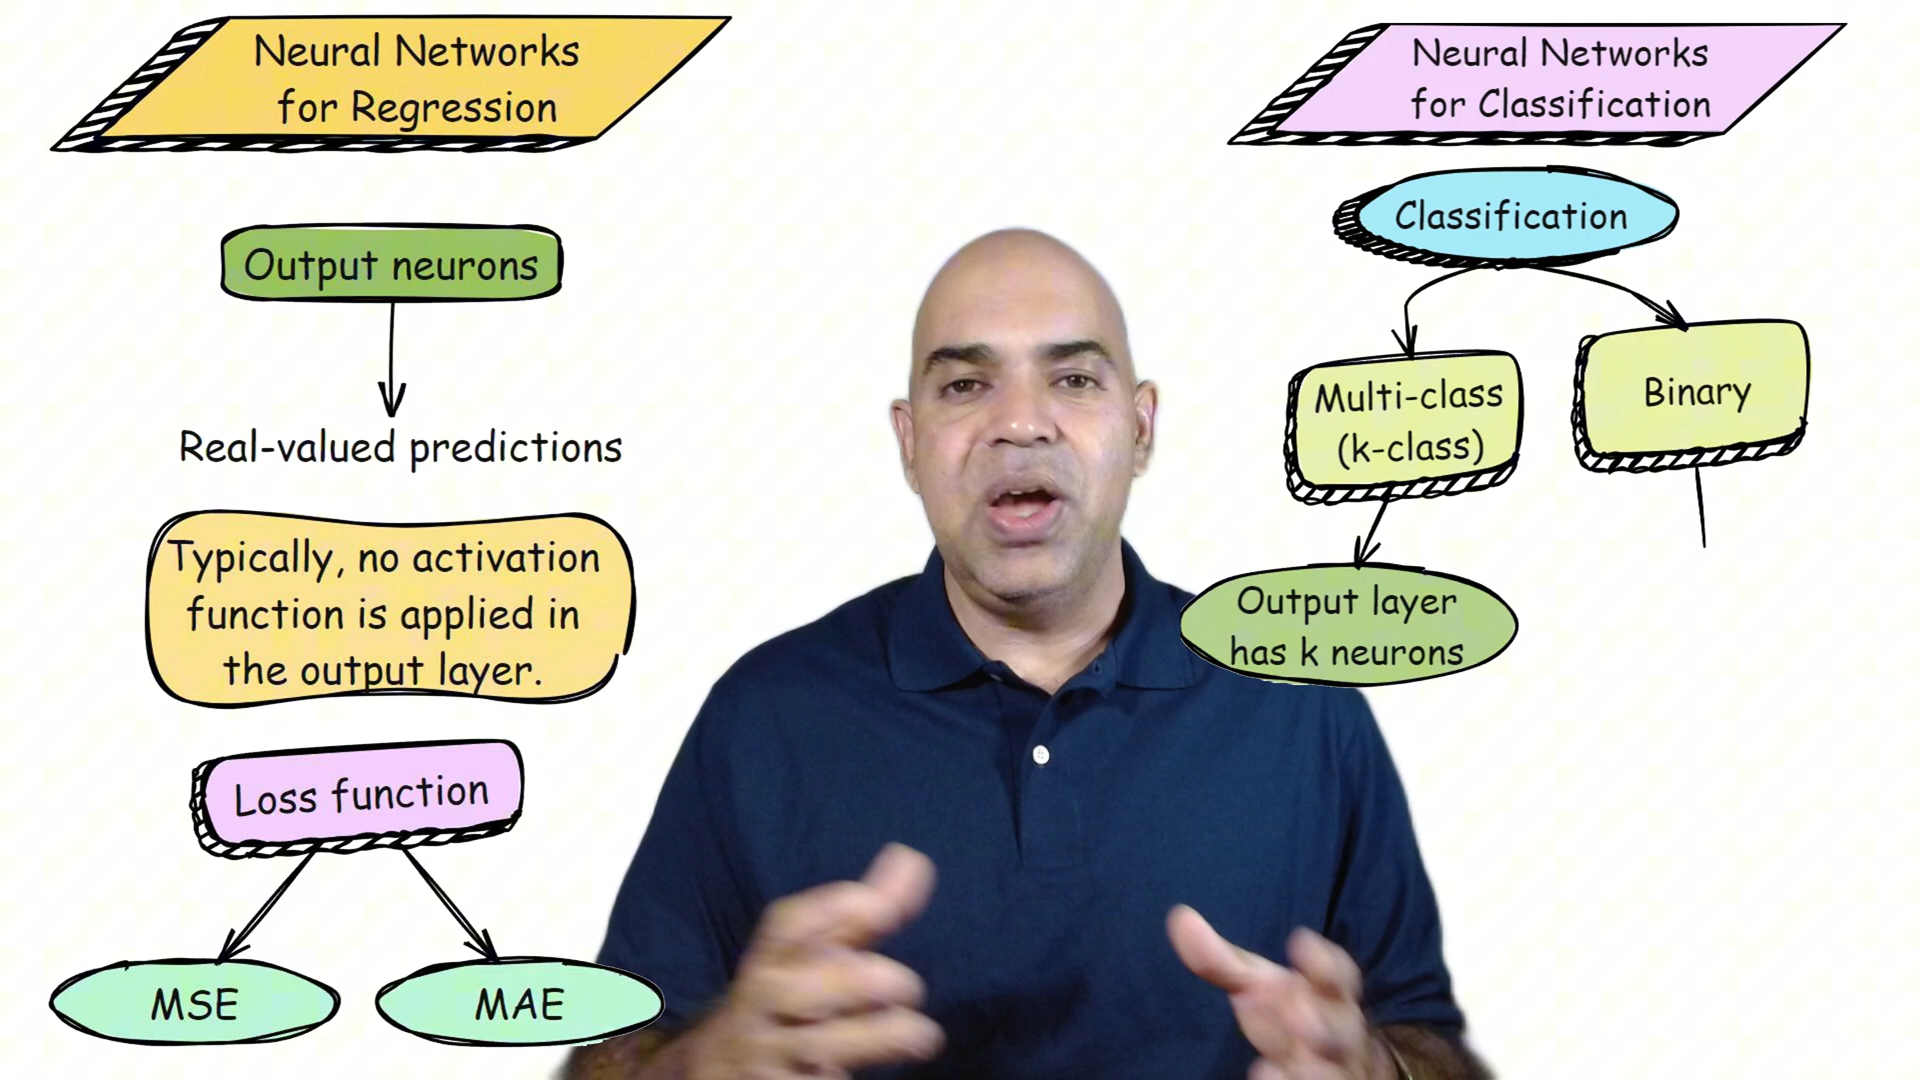 Neural Networks
for Regression
Output neurons
Real-valued predictions
Typically, no activation
function is applied in
the output layer.
Loss function
MSE
MAE
Neural Networks
for Classification
Classification
Multi-class
(k-class)
Binary
Output layer
has k neurons